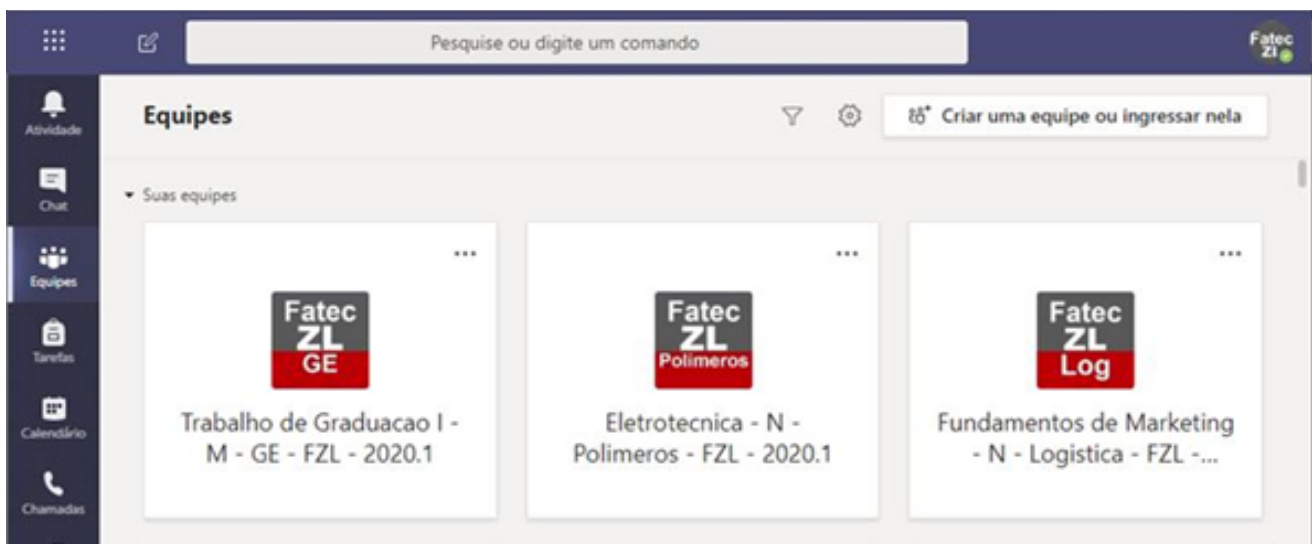 Pesquise ou digite um comando
Fatec
ZL
Atividade
Equipes
Criar uma equipe ou ingressar nela
Chat
Suas equipes
Equipes
Tarefas
Calendário
Chamadas
Fatec
ZL
GE
Trabalho de Graduacao I -
M - GE - FZL - 2020.1
Fatec
ZL
Polimeros
Eletrotecnica - N -
Polimeros - FZL - 2020.1
Fatec
ZL
Log
Fundamentos de Marketing
- N - Logistica - FZL -...